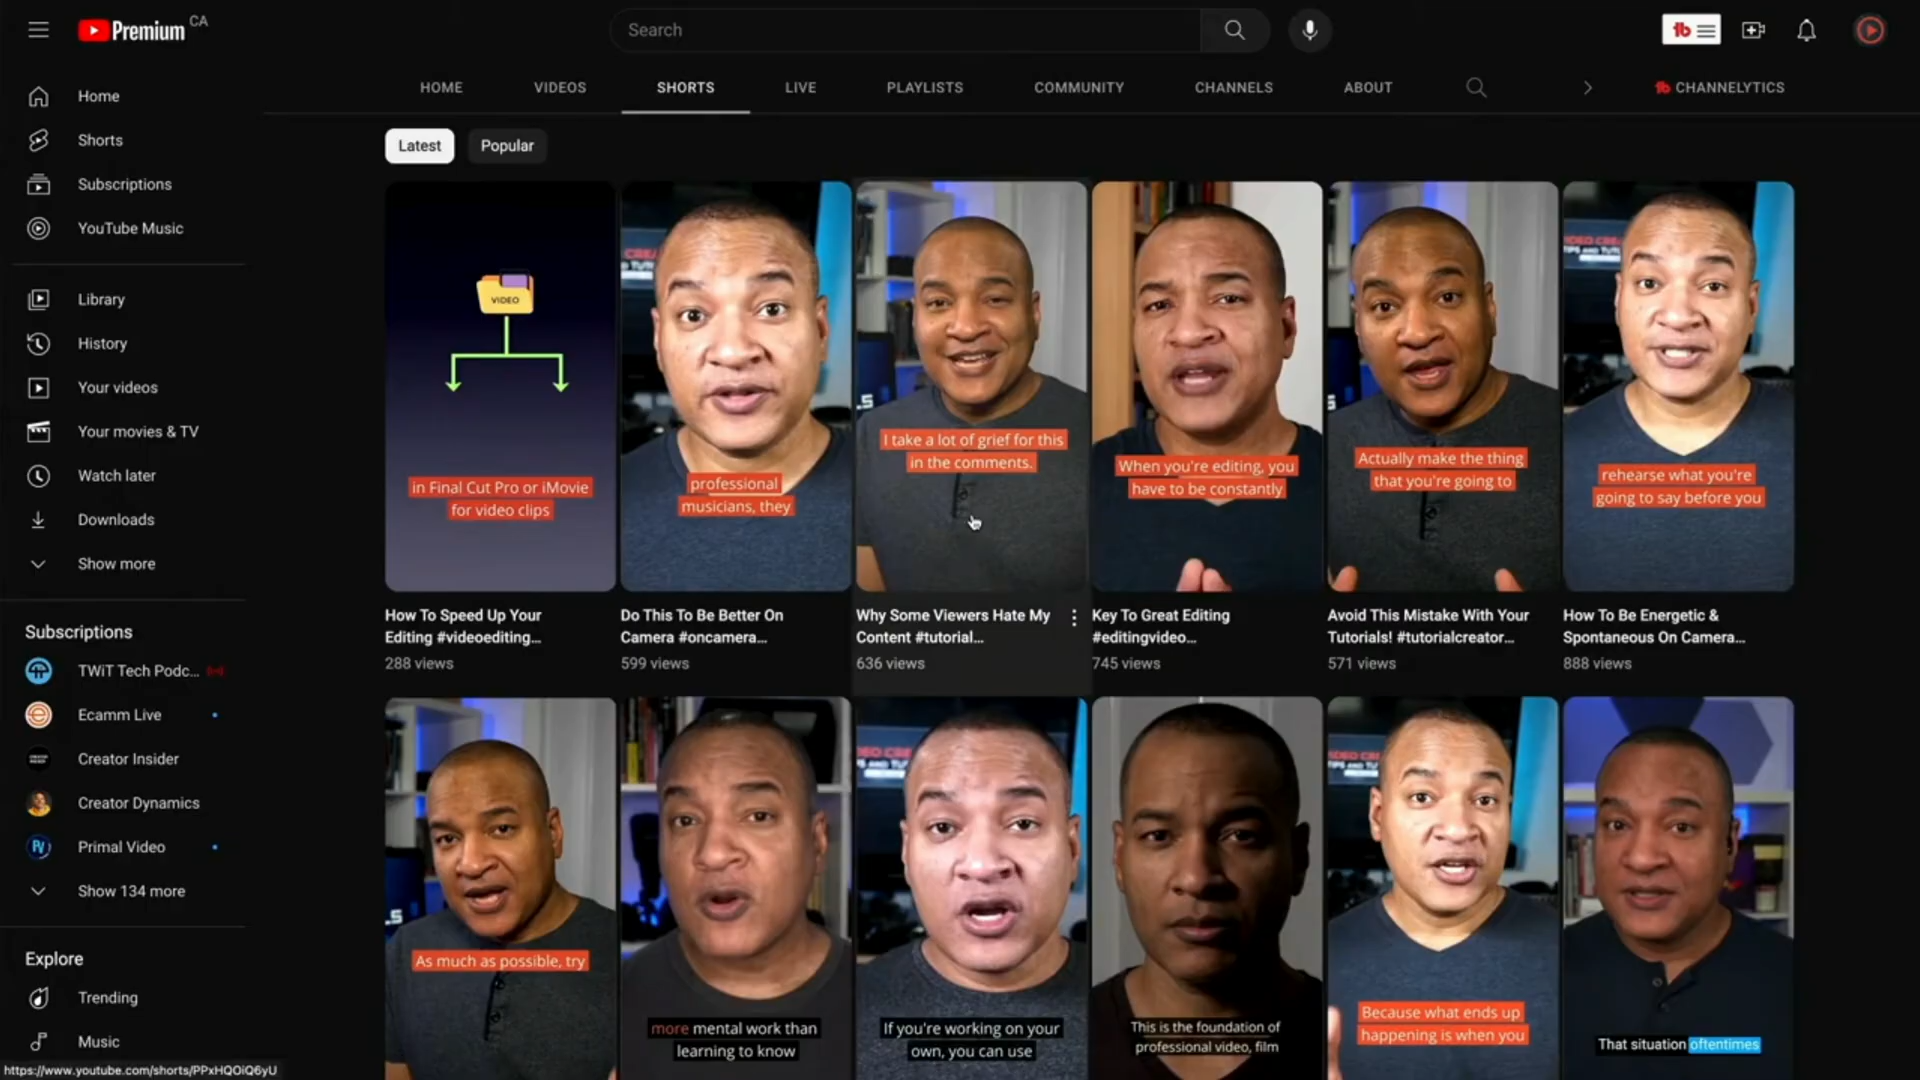 Premium CA
Search
HOME
VIDEOS
SHORTS
LIVE
PLAYLISTS
COMMUNITY
CHANNELS
ABOUT
CHANNELYTICS
Home
Shorts
Subscriptions
YouTube Music
Library
History
Your videos
Your movies & TV
Watch later
Downloads
Show more
Subscriptions
TWiT Tech Podc...
Ecamm Live
Creator Insider
Creator Dynamics
Primal Video
Show 134 more
Explore
Trending
Music
https://www.youtube.com/shorts/PPxHQOiQ6yU
Latest
Popular
VIDEO
in Final Cut Pro or iMovie
for video clips
How To Speed Up Your
Editing #videoediting...
288 views
professional
musicians, they
Do This To Be Better On
Camera #oncamera...
599 views
I take a lot of grief for this
in the comments.
Why Some Viewers Hate My
Content #tutorial...
636 views
When you're editing, you
have to be constantly
Key To Great Editing
#editingvideo...
745 views
Actually make the thing
that you're going to
Avoid This Mistake With Your
Tutorials! #tutorialcreator...
571 views
rehearse what you're
going to say before you
How To Be Energetic &
Spontaneous On Camera...
888 views
As much as possible, try
more mental work than
learning to know
If you're working on your
own, you can use
This is the foundation of
professional video, film
Because what ends up
happening is when you
That situation oftentimes